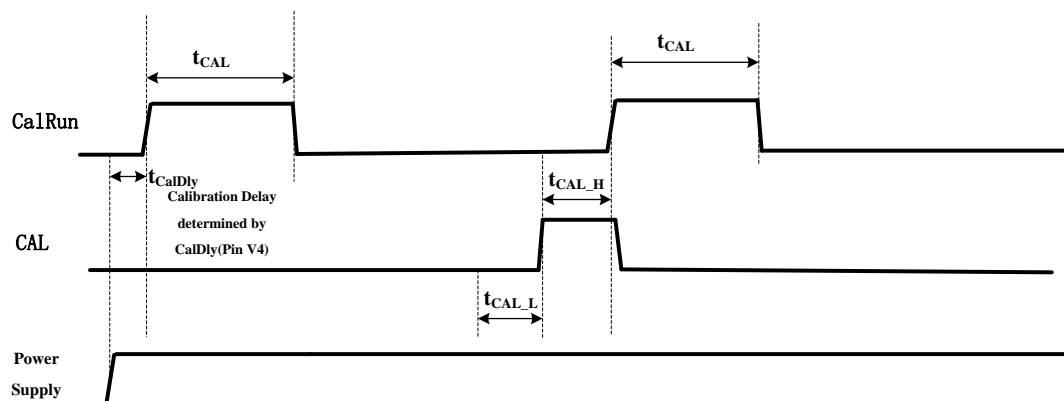 tCAL
tCAL
CalRun
tCalDly
Calibration Delay
determined by
CalDly(Pin V4)
tCAL_H
CAL
tCAL_L
Power
Supply